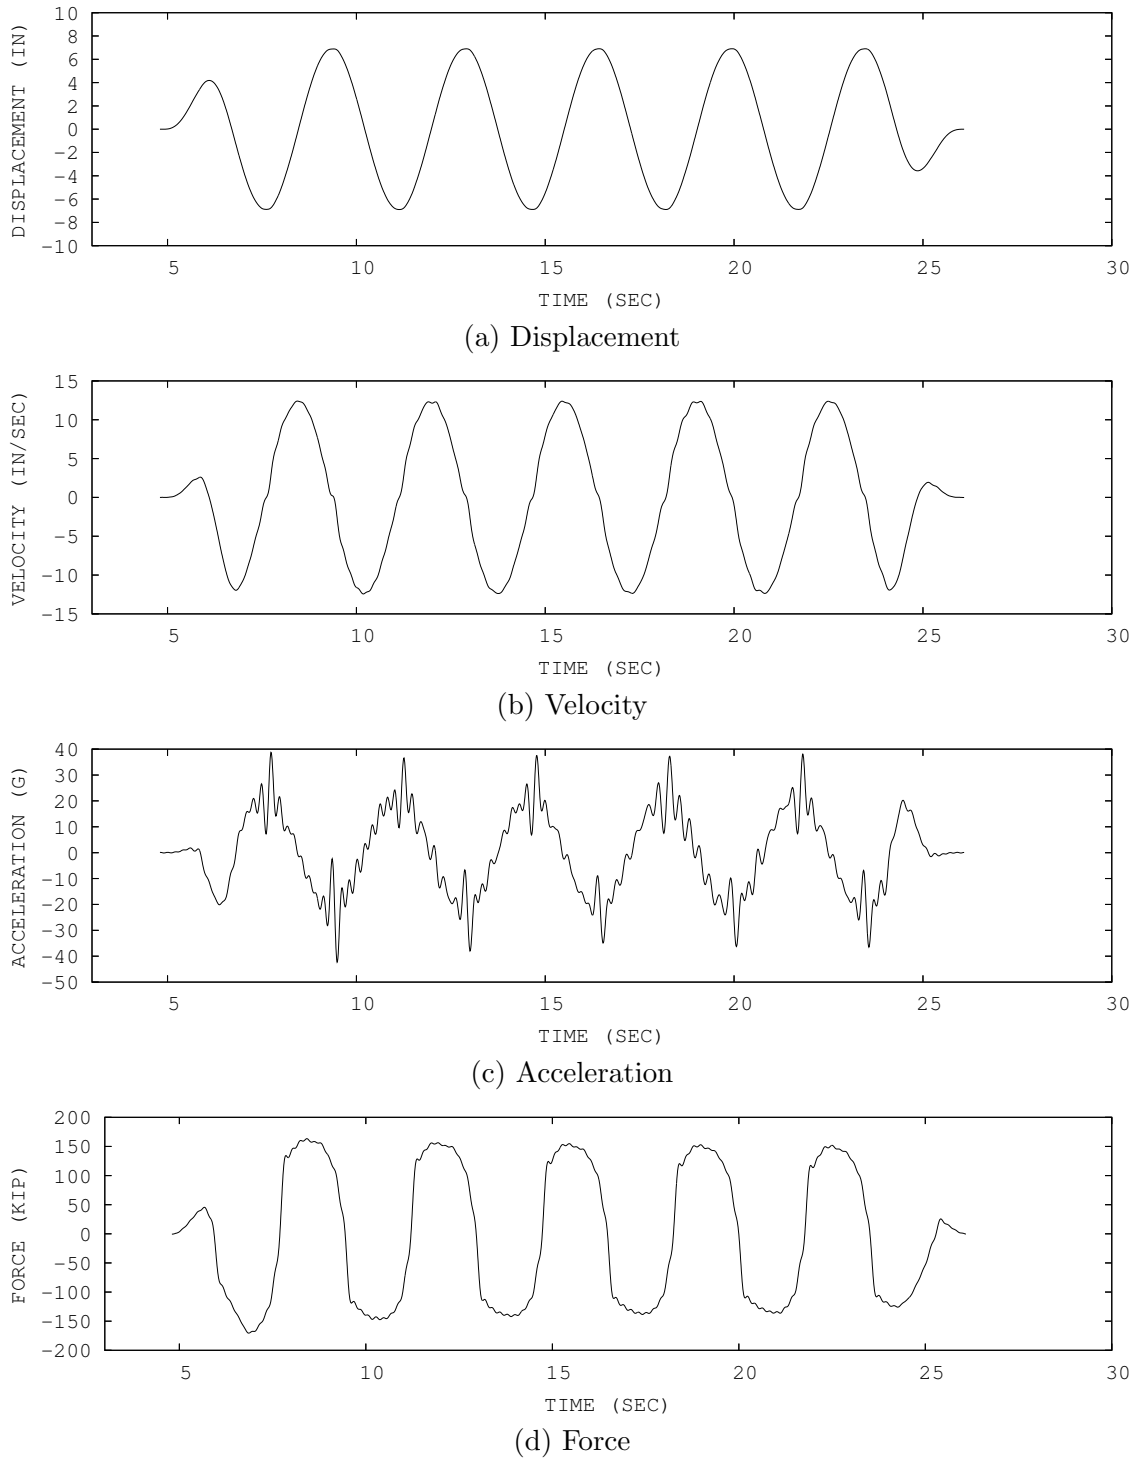 DISPLACEMENT (IN)
10
8
6
4
2
0
−2
−4
−6
−8
−10
5 10 15 20 25 30
TIME (SEC)
(a) Displacement
VELOCITY (IN/SEC)
15
10
5
0
−5
−10
−15
5 10 15 20 25 30
TIME (SEC)
(b) Velocity
ACCELERATION (G)
40
30
20
10
0
−10
−20
−30
−40
−50
5 10 15 20 25 30
TIME (SEC)
(c) Acceleration
FORCE (KIP)
200
150
100
50
0
−50
−100
−150
−200
5 10 15 20 25 30
TIME (SEC)
(d) Force